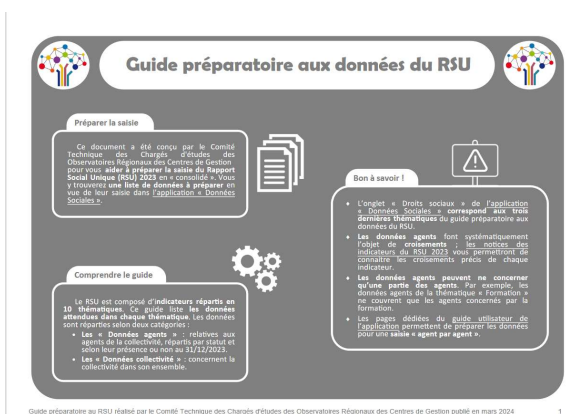 Guide préparatoire aux données du RSU
Préparer la saisie
Ce document a été conçu par le Comité
Technique des Chargés d'études des
Observatoires Régionaux des Centres de Gestion
pour vous aider à préparer la saisie du Rapport
Social Unique (RSU) 2023 en « consolidé ». Vous
y trouverez une liste de données à préparer en
vue de leur saisie dans l'application « Données
Sociales ».
Comprendre le guide
Le RSU est composé d'indicateurs répartis en
10 thématiques. Ce guide liste les données
attendues dans chaque thématique. Les données
sont réparties selon deux catégories :
• Les « Données agents » : relatives aux
agents de la collectivité, répartis par statut et
selon leur présence ou non au 31/12/2023.
• Les « Données collectivité » : concernent la
collectivité dans son ensemble.
Bon à savoir !
• L'onglet « Droits sociaux » de l'application
« Données Sociales » correspond aux trois
dernières thématiques du guide préparatoire aux
données du RSU.
• Les données agents font systématiquement
l'objet de croisements ; les notices des
indicateurs du RSU 2023 vous permettront de
connaître les croisements précis de chaque
indicateur.
• Les données agents peuvent ne concerner
qu'une partie des agents. Par exemple, les
données agents de la thématique « Formation »
ne couvrent que les agents concernés par la
formation.
• Les pages dédiées du guide utilisateur de
l'application permettent de préparer les données
pour une saisie « agent par agent ».
Guide préparatoire au RSU réalisé par le Comité Technique des Chargés d'études des Observatoires Régionaux des Centres de Gestion publié en mars 2024 1